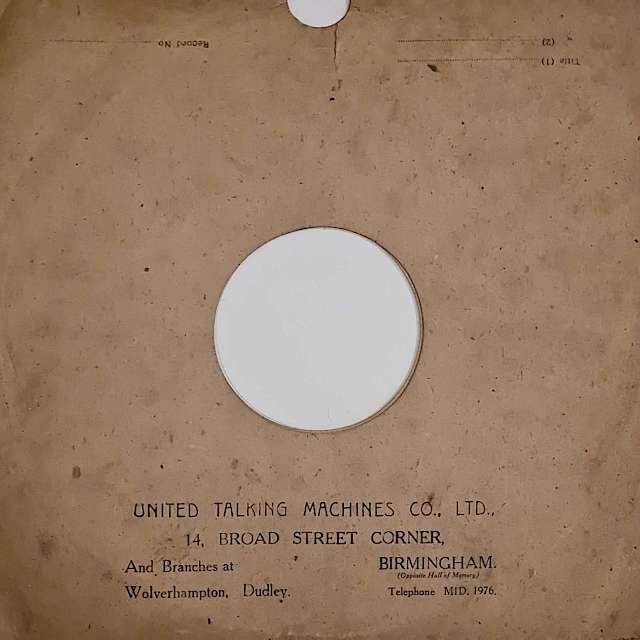 Record No
Title (1)
(2)
UNITED TALKING MACHINES CO., LTD.,
14, BROAD STREET CORNER,
BIRMINGHAM.
(Opposite Hall of Memory.)
And Branches at
Wolverhampton, Dudley.
Telephone MID. 1976.